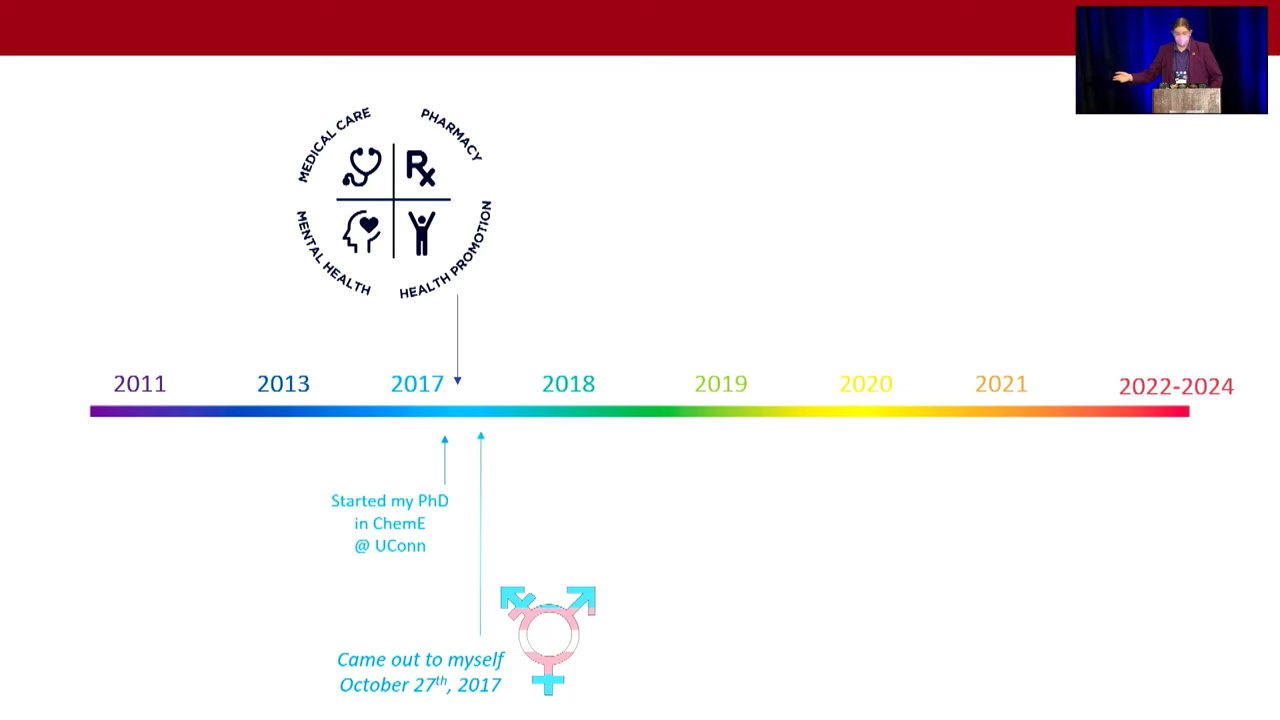 MEDICAL CARE
PHARMACY
Rx
MENTAL HEALTH
HEALTH PROMOTION
2011
2013
2017
2018
2019
2020
2021
2022-2024
Started my PhD
in ChemE
@ UConn
Came out to myself
October 27th, 2017